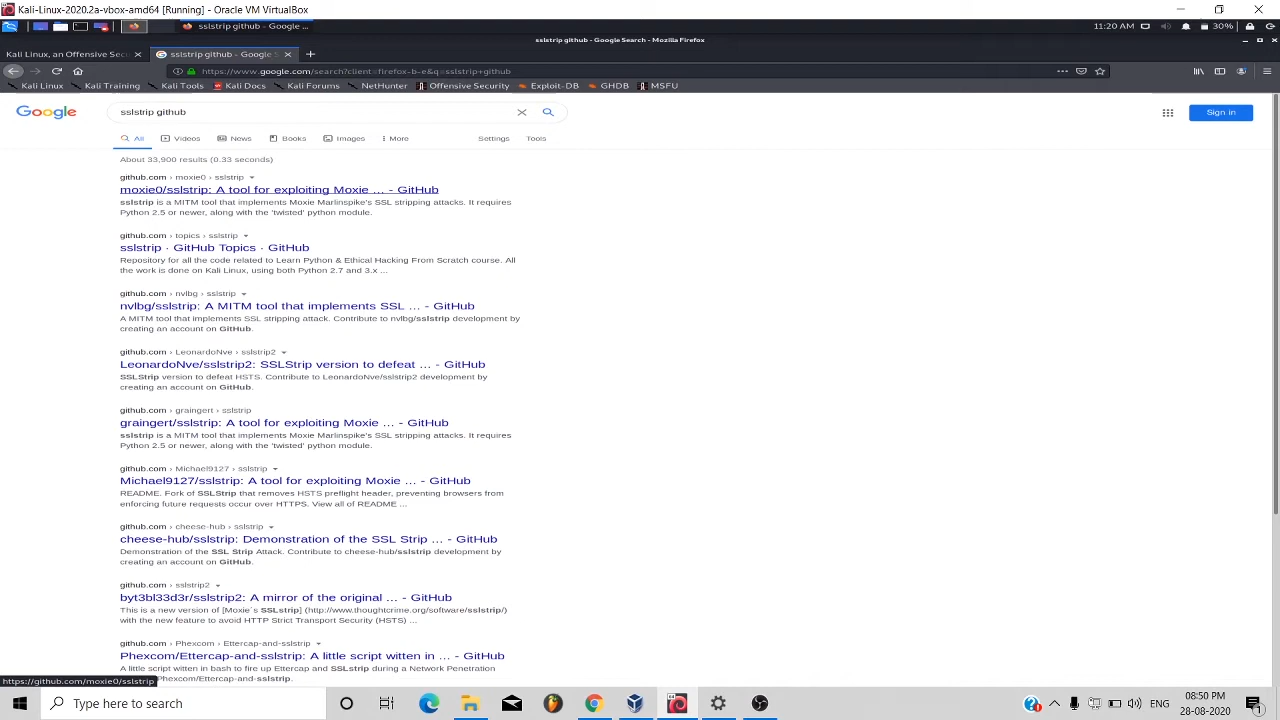 Kali-Linux-2020.2a-vbox-amd64 [Running] - Oracle VM VirtualBox
sslstrip github - Google ...
11:20 AM
30%
sslstrip github - Google Search - Mozilla Firefox
Kali Linux, an Offensive Sec
sslstrip github - Google S
https://www.google.com/search?client=firefox-b-e&q=sslstrip+github
Kali Linux
Kali Training
Kali Tools
Kali Docs
Kali Forums
NetHunter
Offensive Security
Exploit-DB
GHDB
MSFU
Google
sslstrip github
Sign in
All
Videos
News
Books
Images
More
Settings
Tools
About 33,900 results (0.33 seconds)
github.com › moxie0 › sslstrip
moxie0/sslstrip: A tool for exploiting Moxie ... - GitHub
sslstrip is a MITM tool that implements Moxie Marlinspike's SSL stripping attacks. It requires
Python 2.5 or newer, along with the 'twisted' python module.
github.com › topics › sslstrip
sslstrip · GitHub Topics · GitHub
Repository for all the code related to Learn Python & Ethical Hacking From Scratch course. All
the work is done on Kali Linux, using both Python 2.7 and 3.x ...
github.com › nvlbg › sslstrip
nvlbg/sslstrip: A MITM tool that implements SSL ... - GitHub
A MITM tool that implements SSL stripping attack. Contribute to nvlbg/sslstrip development by
creating an account on GitHub.
github.com › LeonardoNve › sslstrip2
LeonardoNve/sslstrip2: SSLStrip version to defeat ... - GitHub
SSLStrip version to defeat HSTS. Contribute to LeonardoNve/sslstrip2 development by
creating an account on GitHub.
github.com › graingert › sslstrip
graingert/sslstrip: A tool for exploiting Moxie ... - GitHub
sslstrip is a MITM tool that implements Moxie Marlinspike's SSL stripping attacks. It requires
Python 2.5 or newer, along with the 'twisted' python module.
github.com › Michael9127 › sslstrip
Michael9127/sslstrip: A tool for exploiting Moxie ... - GitHub
README. Fork of SSLStrip that removes HSTS preflight header, preventing browsers from
enforcing future requests occur over HTTPS. View all of README ...
github.com › cheese-hub › sslstrip
cheese-hub/sslstrip: Demonstration of the SSL Strip ... - GitHub
Demonstration of the SSL Strip Attack. Contribute to cheese-hub/sslstrip development by
creating an account on GitHub.
github.com › sslstrip2
byt3bl33d3r/sslstrip2: A mirror of the original ... - GitHub
This is a new version of [Moxie´s SSLstrip] (http://www.thoughtcrime.org/software/sslstrip/)
with the new feature to avoid HTTP Strict Transport Security (HSTS) ...
github.com › Phexcom › Ettercap-and-sslstrip
Phexcom/Ettercap-and-sslstrip: A little script witten in ... - GitHub
A little script witten in bash to fire up Ettercap and SSLstrip during a Network Penetration
Phexcom/Ettercap-and-sslstrip.
https://github.com/moxie0/sslstrip
Type here to search
ENG
08:50 PM
28-08-2020
1